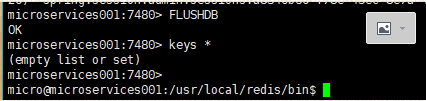 microservices001:7480> FLUSHDB
OK
microservices001:7480> keys *
(empty list or set)
microservices001:7480>
micro@microservices001:/usr/local/redis/bin$